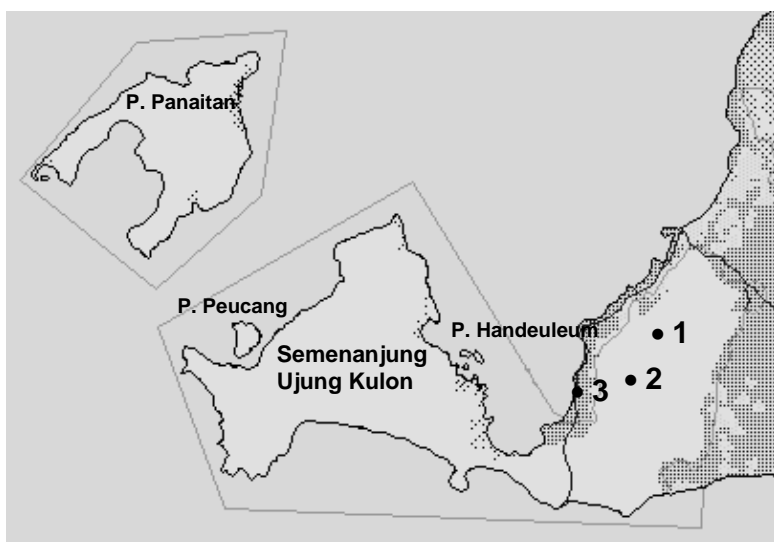 P. Panaitan
P. Peucang
P. Handeuleum
Semenanjung
Ujung Kulon
1
2
3